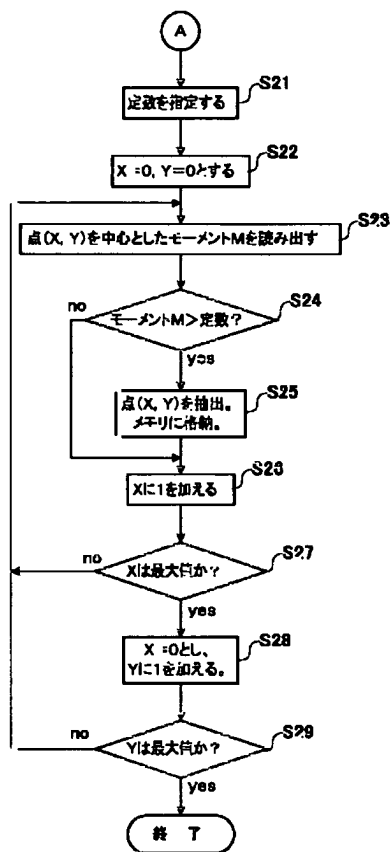 A
S21
定数を指定する
S22
X=0, Y=0とする
S23
点(X, Y)を中心としたモーメントMを読み出す
no
S24
モーメントM>定数?
yes
S25
点(X, Y)を抽出。
メモリに格納。
S26
Xに1を加える
no
S27
Xは最大値か?
yes
S28
X=0とし、
Yに1を加える。
no
S29
Yは最大値か?
yes
終 了